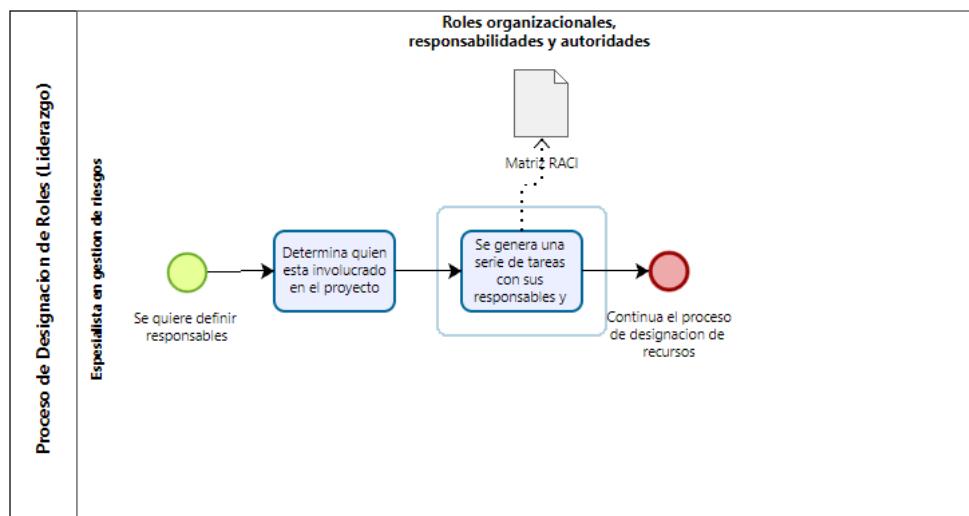 Proceso de Designacion de Roles (Liderazgo)
Espesialista en gestion de riesgos
Roles organizacionales,
responsabilidades y autoridades
Matriz RACI
Se quiere definir
responsables
Determina quien
esta involucrado
en el proyecto
Se genera una
serie de tareas
con sus
responsables y
Continua el proceso
de designacion de
recursos